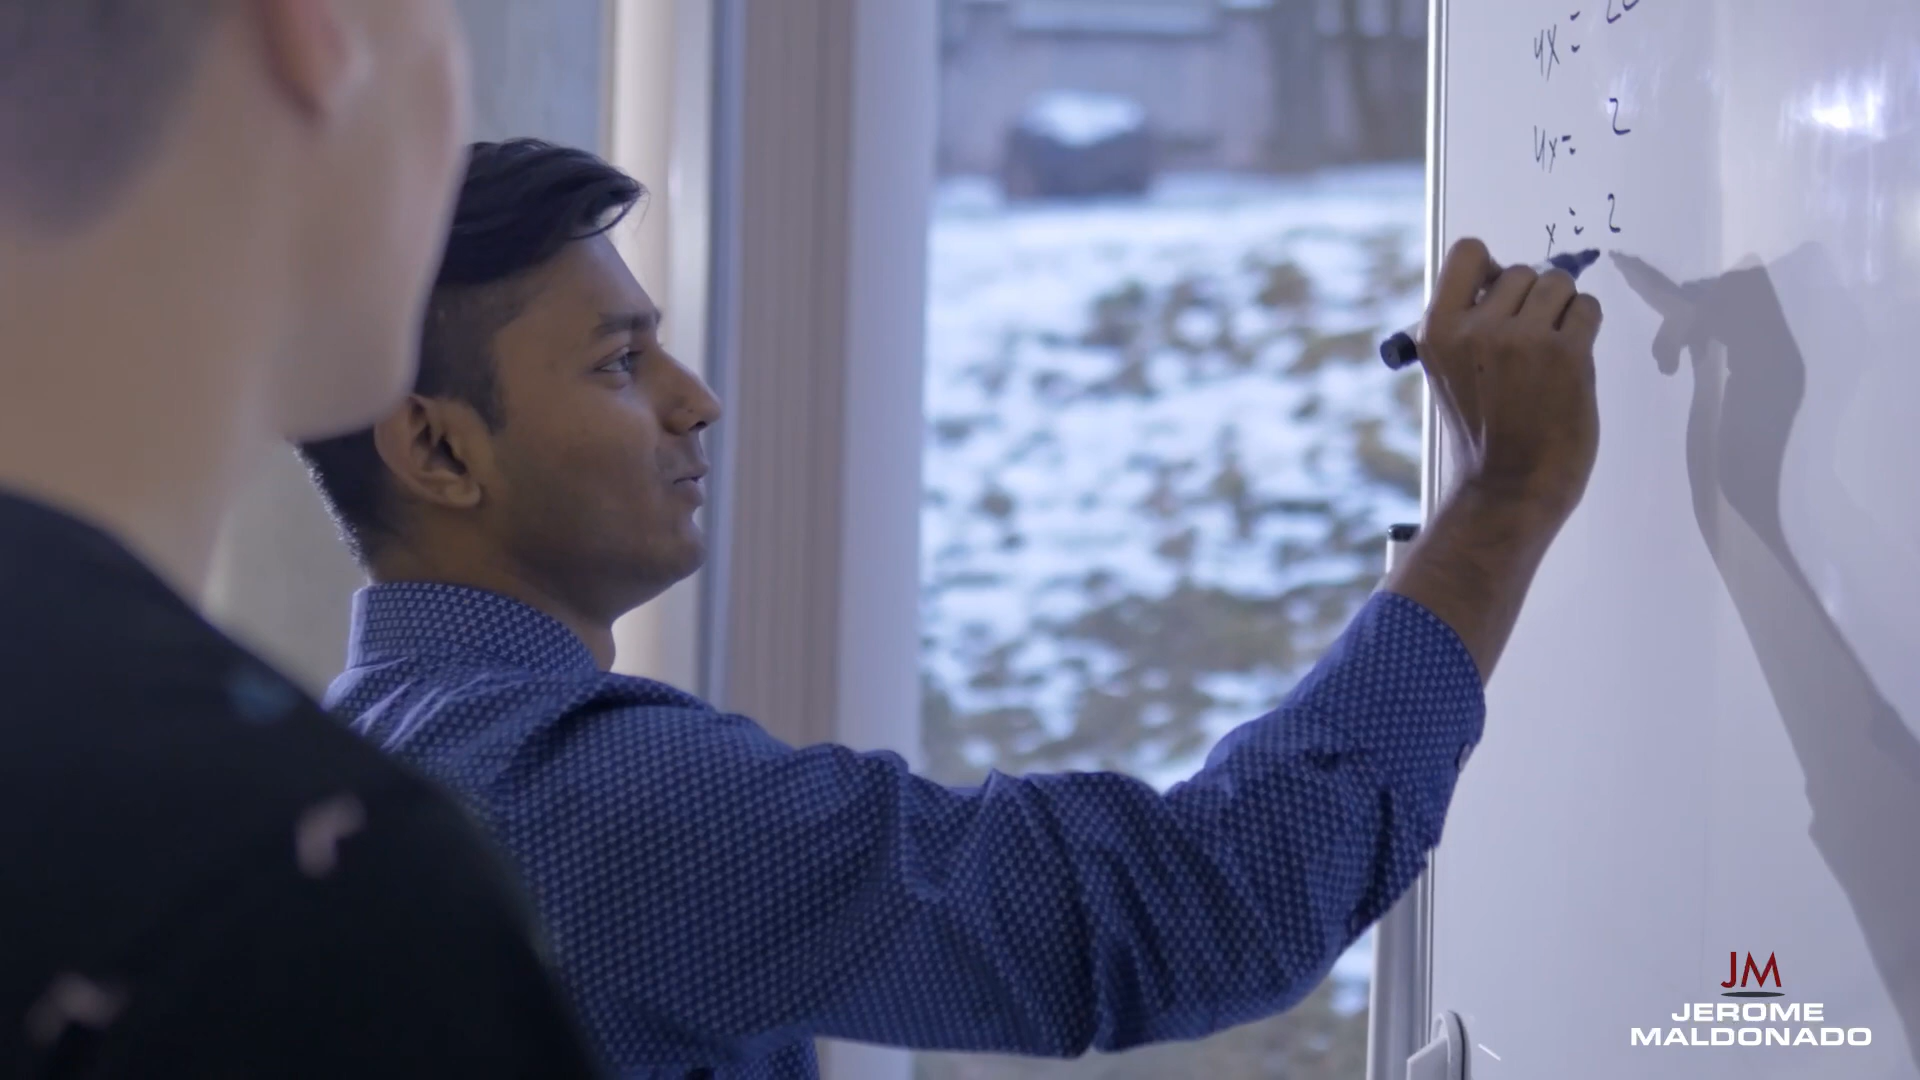 4x =
4x = 2
x = 2
JM
JEROME
MALDONADO